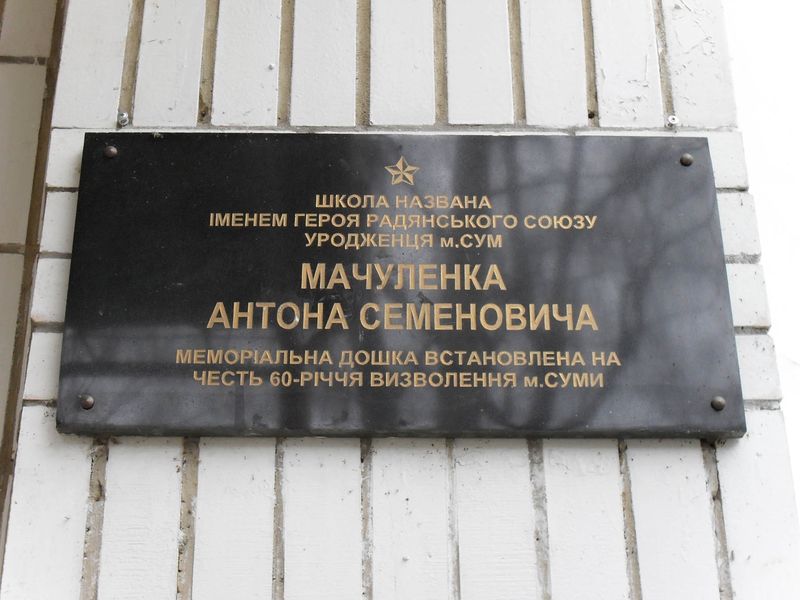 ШКОЛА НАЗВАНА
ІМЕНЕМ ГЕРОЯ РАДЯНСЬКОГО СОЮЗУ
УРОДЖЕНЦЯ м.СУМ
МАЧУЛЕНКА
АНТОНА СЕМЕНОВИЧА
МЕМОРІАЛЬНА ДОШКА ВСТАНОВЛЕНА НА
ЧЕСТЬ 60-РІЧЧЯ ВИЗВОЛЕННЯ м.СУМИ